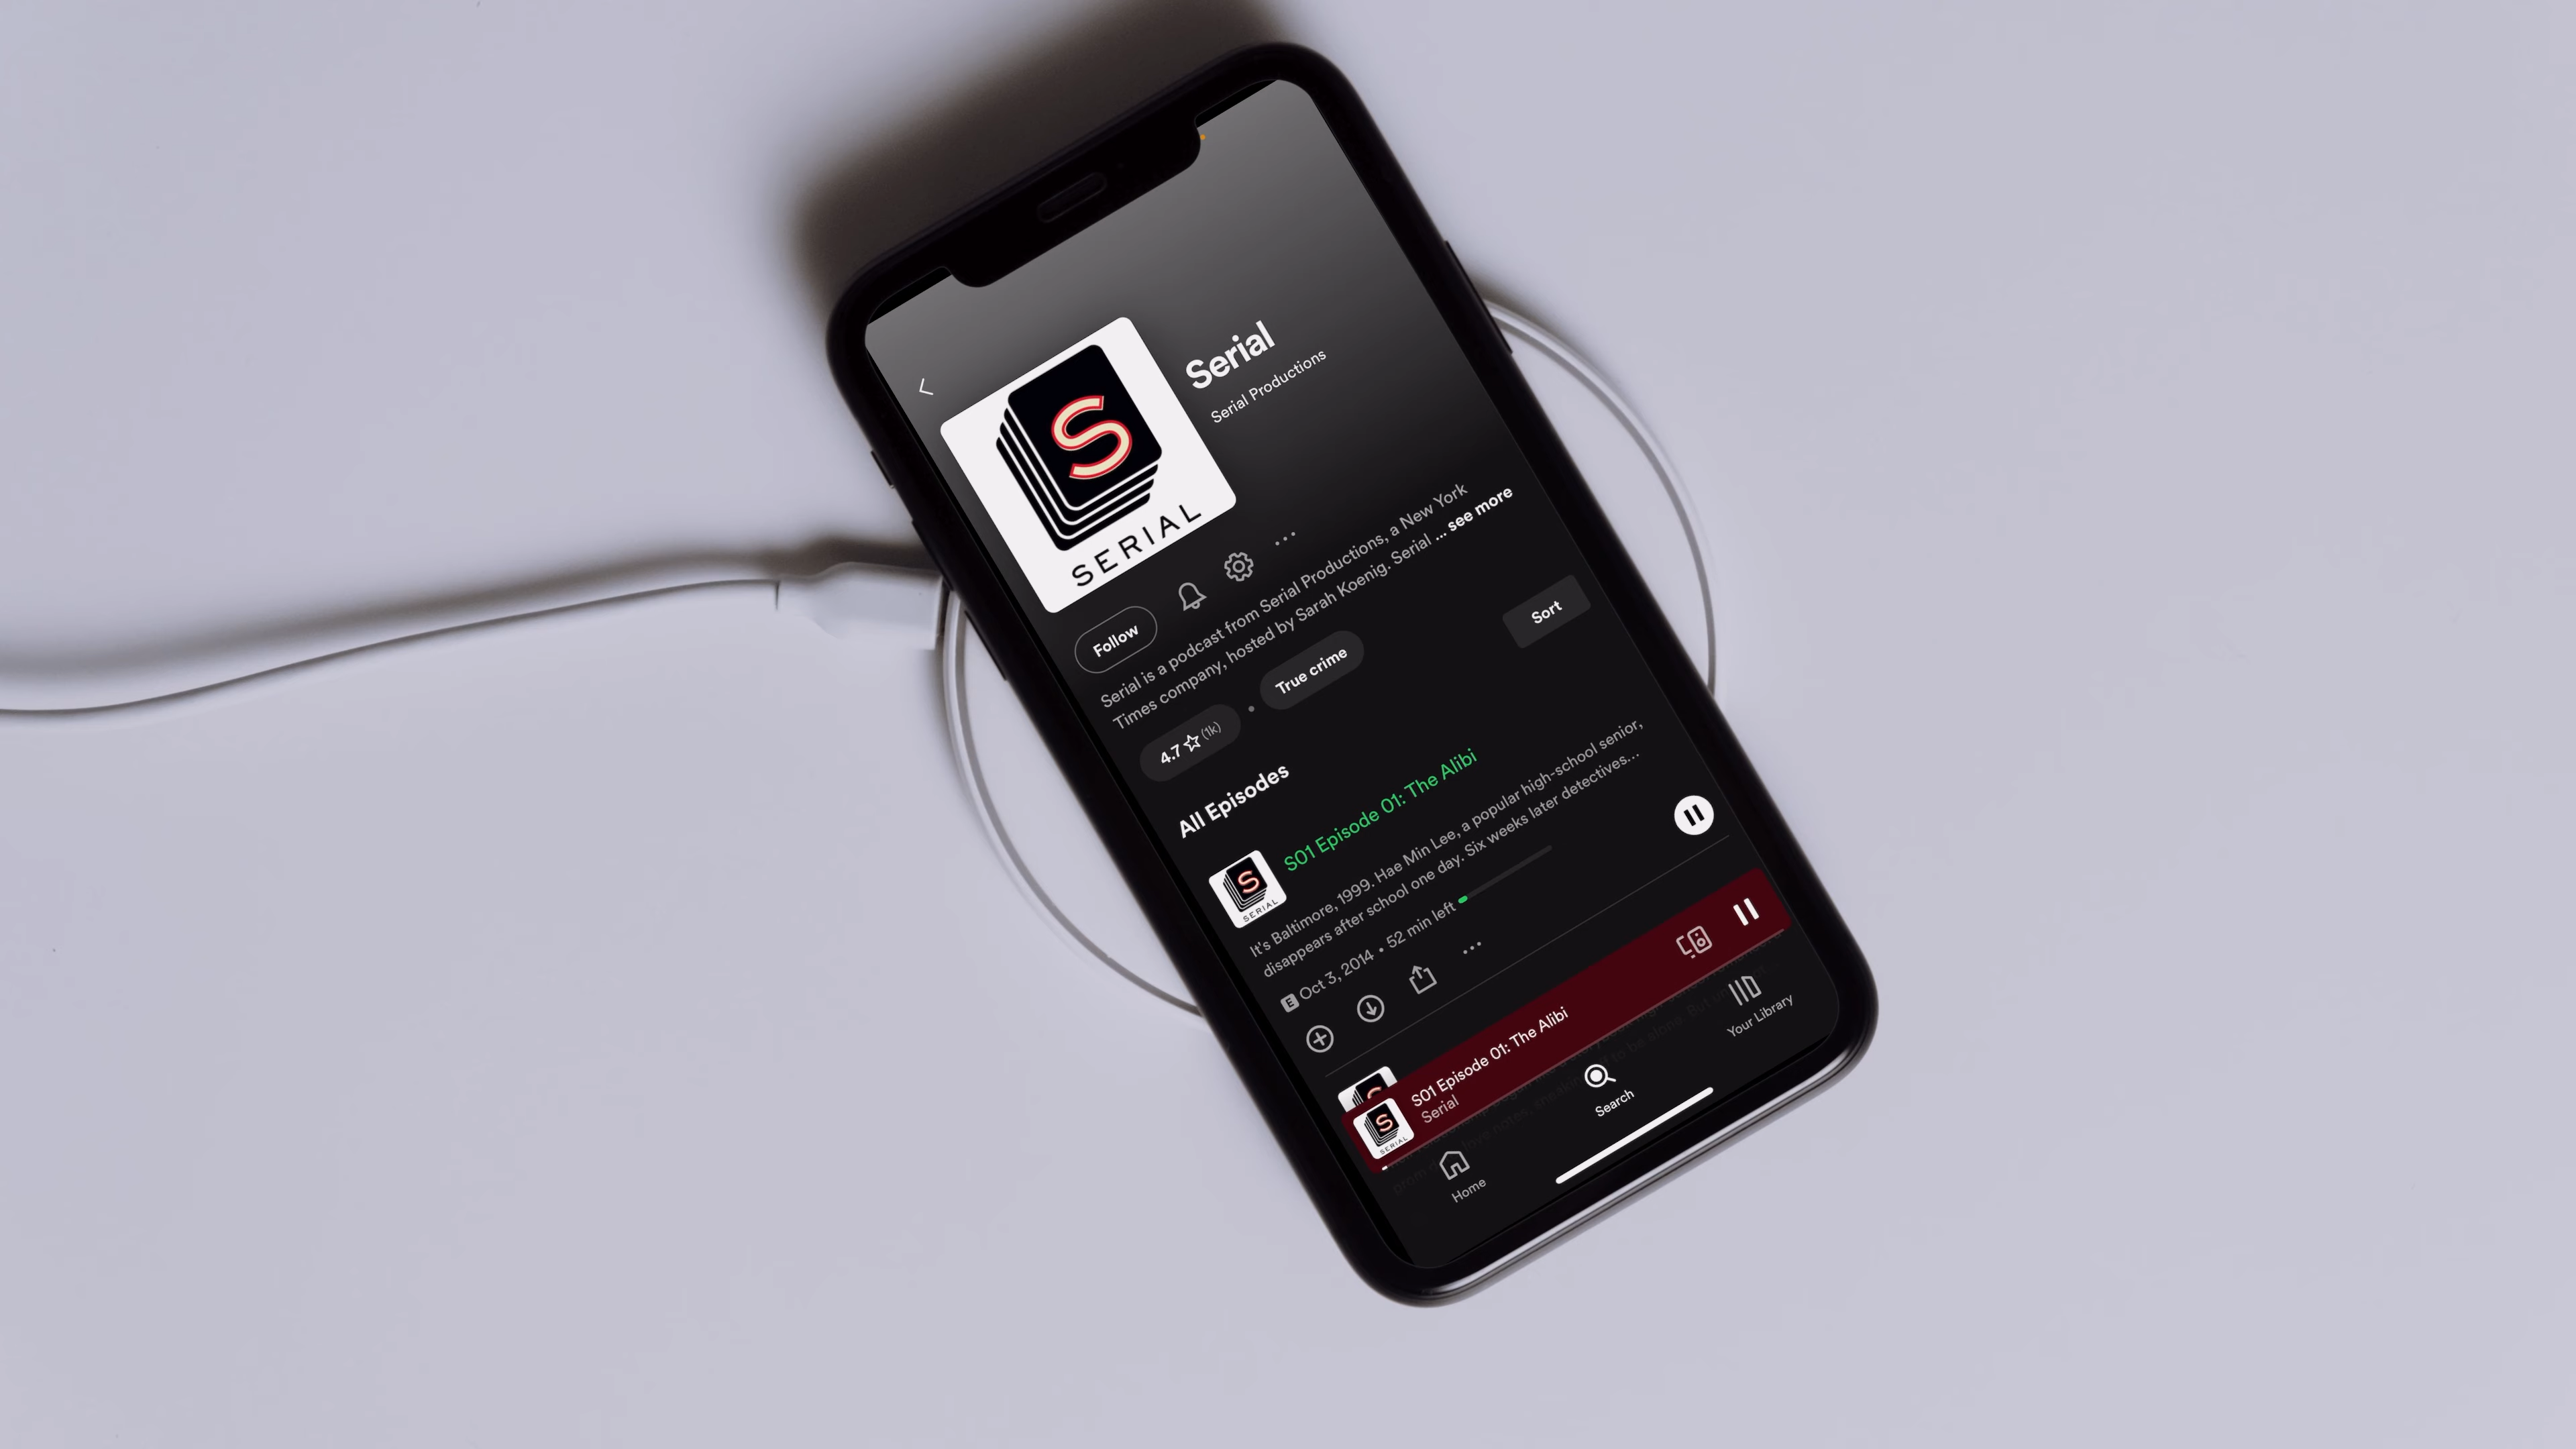 SERIAL
Serial
Serial Productions
Follow
Serial is a podcast from Serial Productions, a New York
Times company, hosted by Sarah Koenig. Serial ... see more
4.7 (1k) • True crime
Sort
All Episodes
S01 Episode 01: The Alibi
SERIAL
It's Baltimore, 1999. Hae Min Lee, a popular high-school senior,
disappears after school one day. Six weeks later detectives...
E Oct 3, 2014 • 52 min left
S01 Episode 01: The Alibi
Serial
SERIAL
Home
Search
Your Library